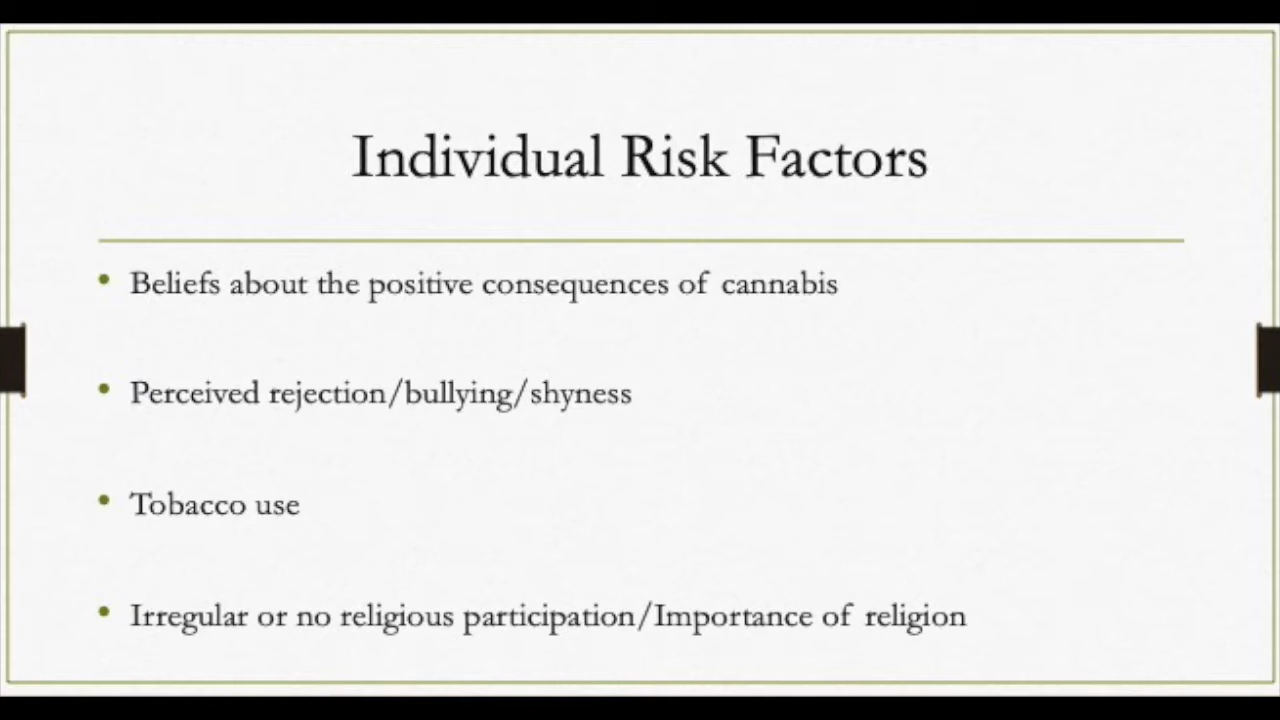 Individual Risk Factors
• Beliefs about the positive consequences of cannabis
• Perceived rejection/bullying/shyness
• Tobacco use
• Irregular or no religious participation/Importance of religion